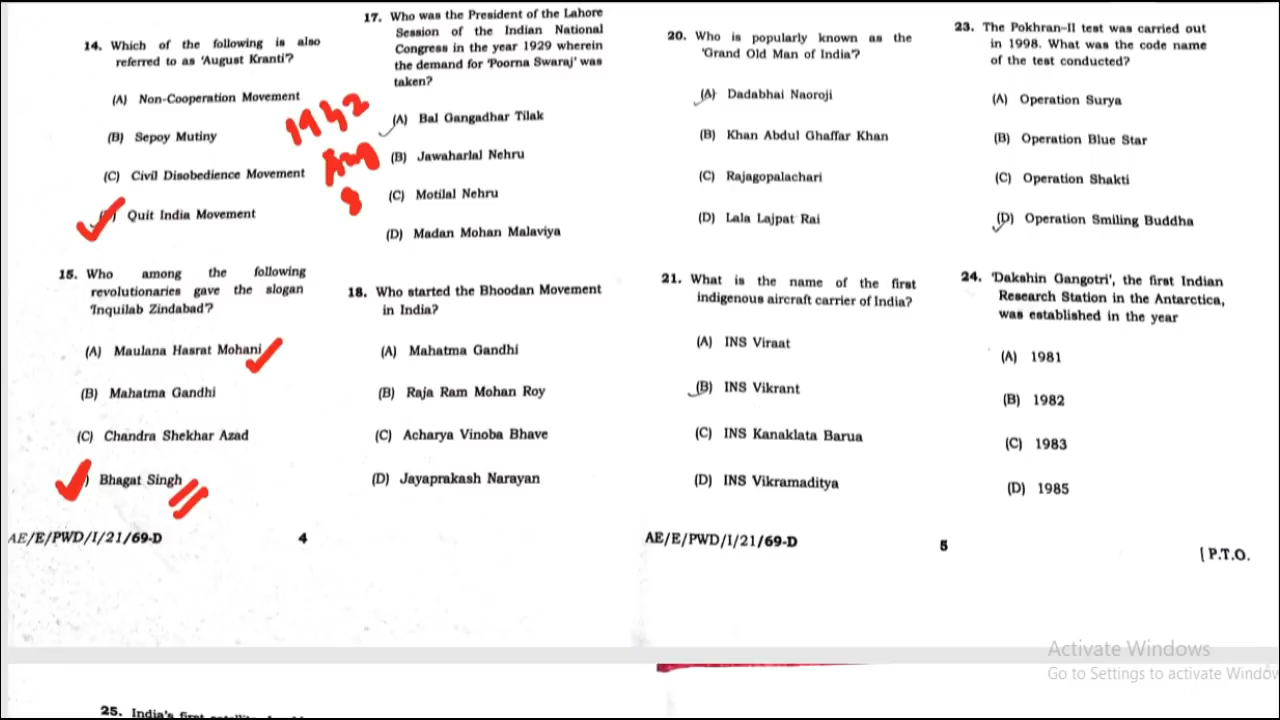 14. Which of the following is also
referred to as 'August Kranti'?
(A) Non-Cooperation Movement
(B) Sepoy Mutiny
(C) Civil Disobedience Movement
Quit India Movement
1942
Aug
8
15. Who among the following
revolutionaries gave the slogan
'Inquilab Zindabad'?
(A) Maulana Hasrat Mohani
(B) Mahatma Gandhi
(C) Chandra Shekhar Azad
) Bhagat Singh
AE/E/PWD/I/21/69-D
4
17. Who was the President of the Lahore
Session of the Indian National
Congress in the year 1929 wherein
the demand for 'Poorna Swaraj' was
taken?
(A) Bal Gangadhar Tilak
(B) Jawaharlal Nehru
(C) Motilal Nehru
(D) Madan Mohan Malaviya
18. Who started the Bhoodan Movement
in India?
(A) Mahatma Gandhi
(B) Raja Ram Mohan Roy
(C) Acharya Vinoba Bhave
(D) Jayaprakash Narayan
20. Who is popularly known as the
'Grand Old Man of India'?
(A) Dadabhai Naoroji
(B) Khan Abdul Ghaffar Khan
(C) Rajagopalachari
(D) Lala Lajpat Rai
21. What is the name of the first
indigenous aircraft carrier of India?
(A) INS Viraat
(B) INS Vikrant
(C) INS Kanaklata Barua
(D) INS Vikramaditya
AE/E/PWD/I/21/69-D
5
23. The Pokhran-II test was carried out
in 1998. What was the code name
of the test conducted?
(A) Operation Surya
(B) Operation Blue Star
(C) Operation Shakti
(D) Operation Smiling Buddha
24. 'Dakshin Gangotri', the first Indian
Research Station in the Antarctica,
was established in the year
(A) 1981
(B) 1982
(C) 1983
(D) 1985
[ P.T.O.
Activate Windows
Go to Settings to activate Window
25. India's first